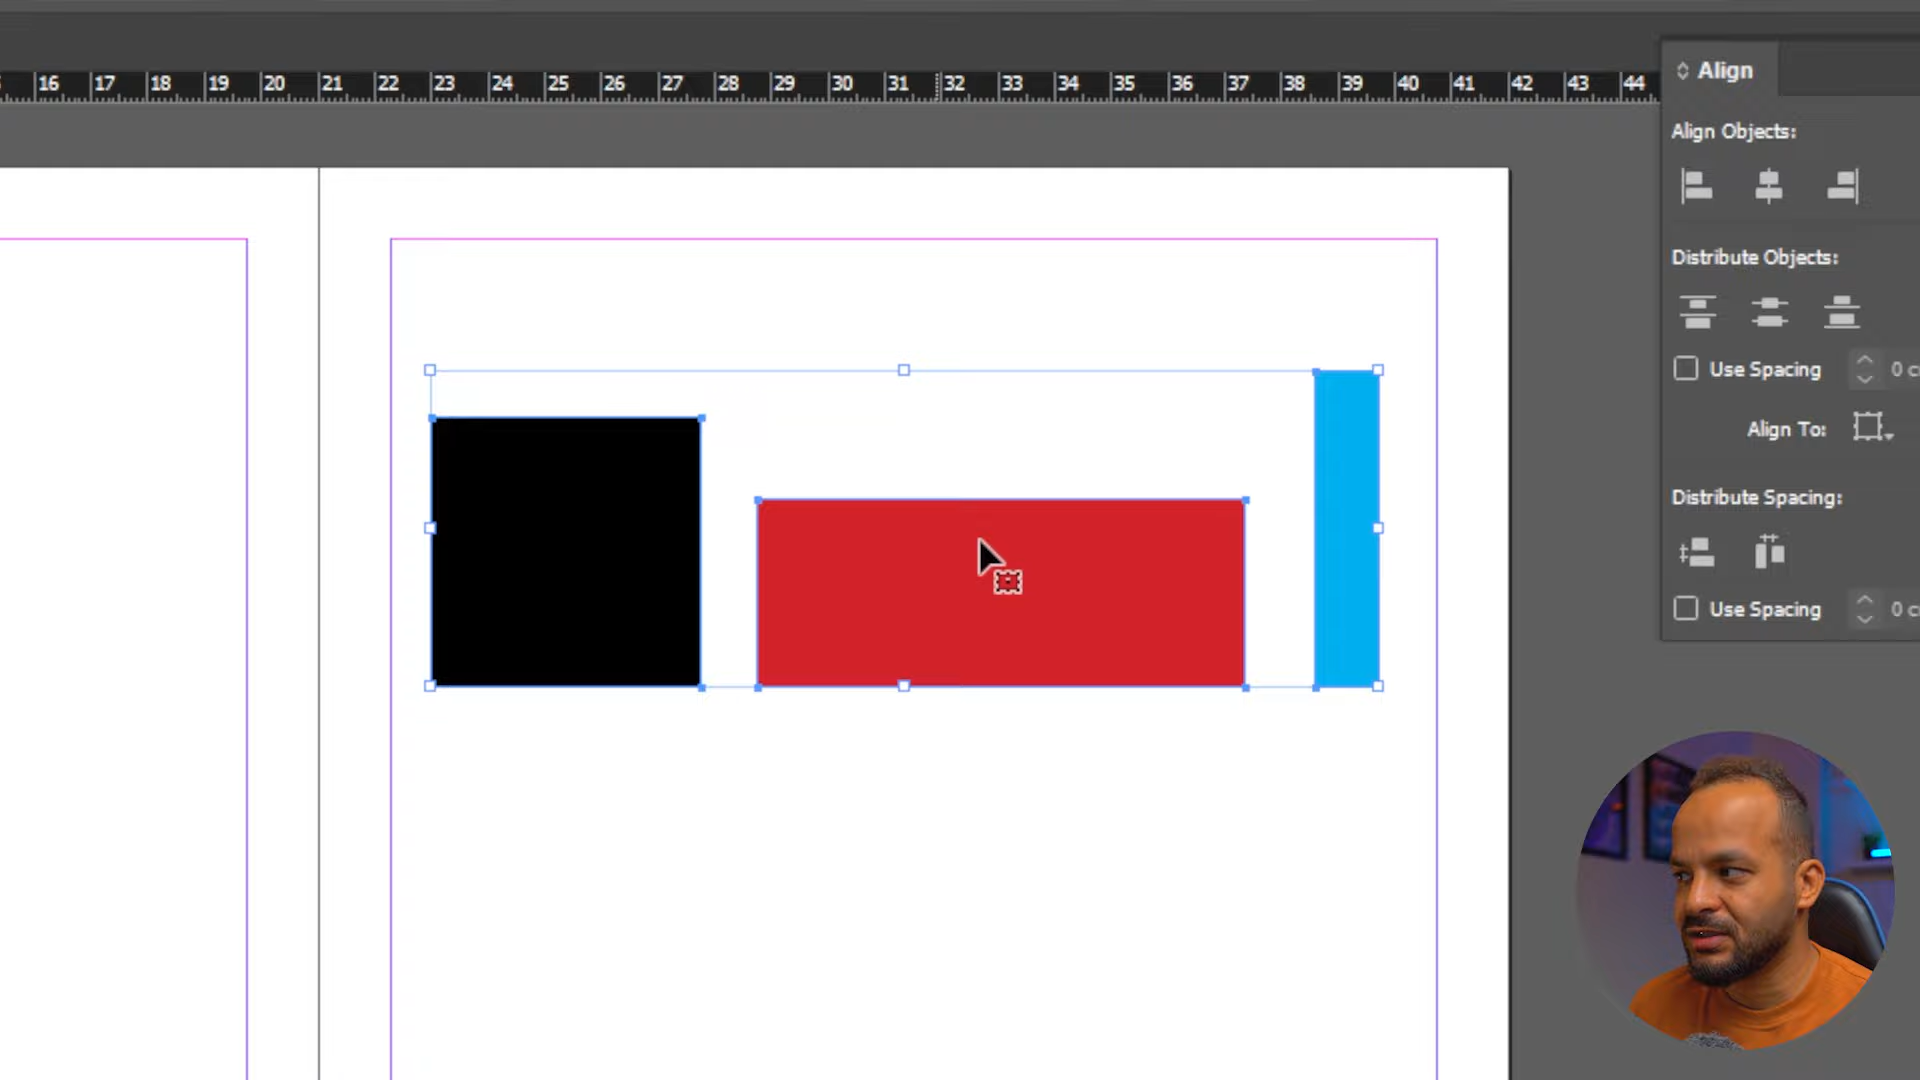 16 17 18 19 20 21 22 23 24 25 26 27 28 29 30 31 32 33 34 35 36 37 38 39 40 41 42 43 44
Align
Align Objects:
Distribute Objects:
Use Spacing 0 c
Align To:
Distribute Spacing:
Use Spacing 0 c